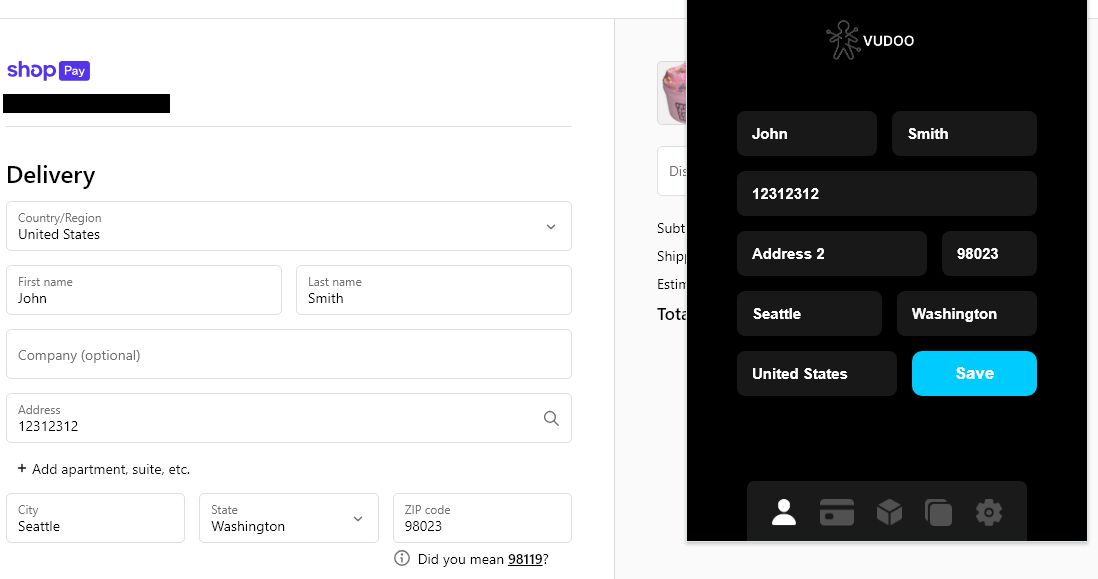 shop Pay
Delivery
Country/Region
United States
First name
John
Last name
Smith
Company (optional)
Address
12312312
+ Add apartment, suite, etc.
City
Seattle
State
Washington
ZIP code
98023
Did you mean 98119?
Dis
Subt
Shipp
Estim
Tota
VUDOO
John
Smith
12312312
Address 2
98023
Seattle
Washington
United States
Save